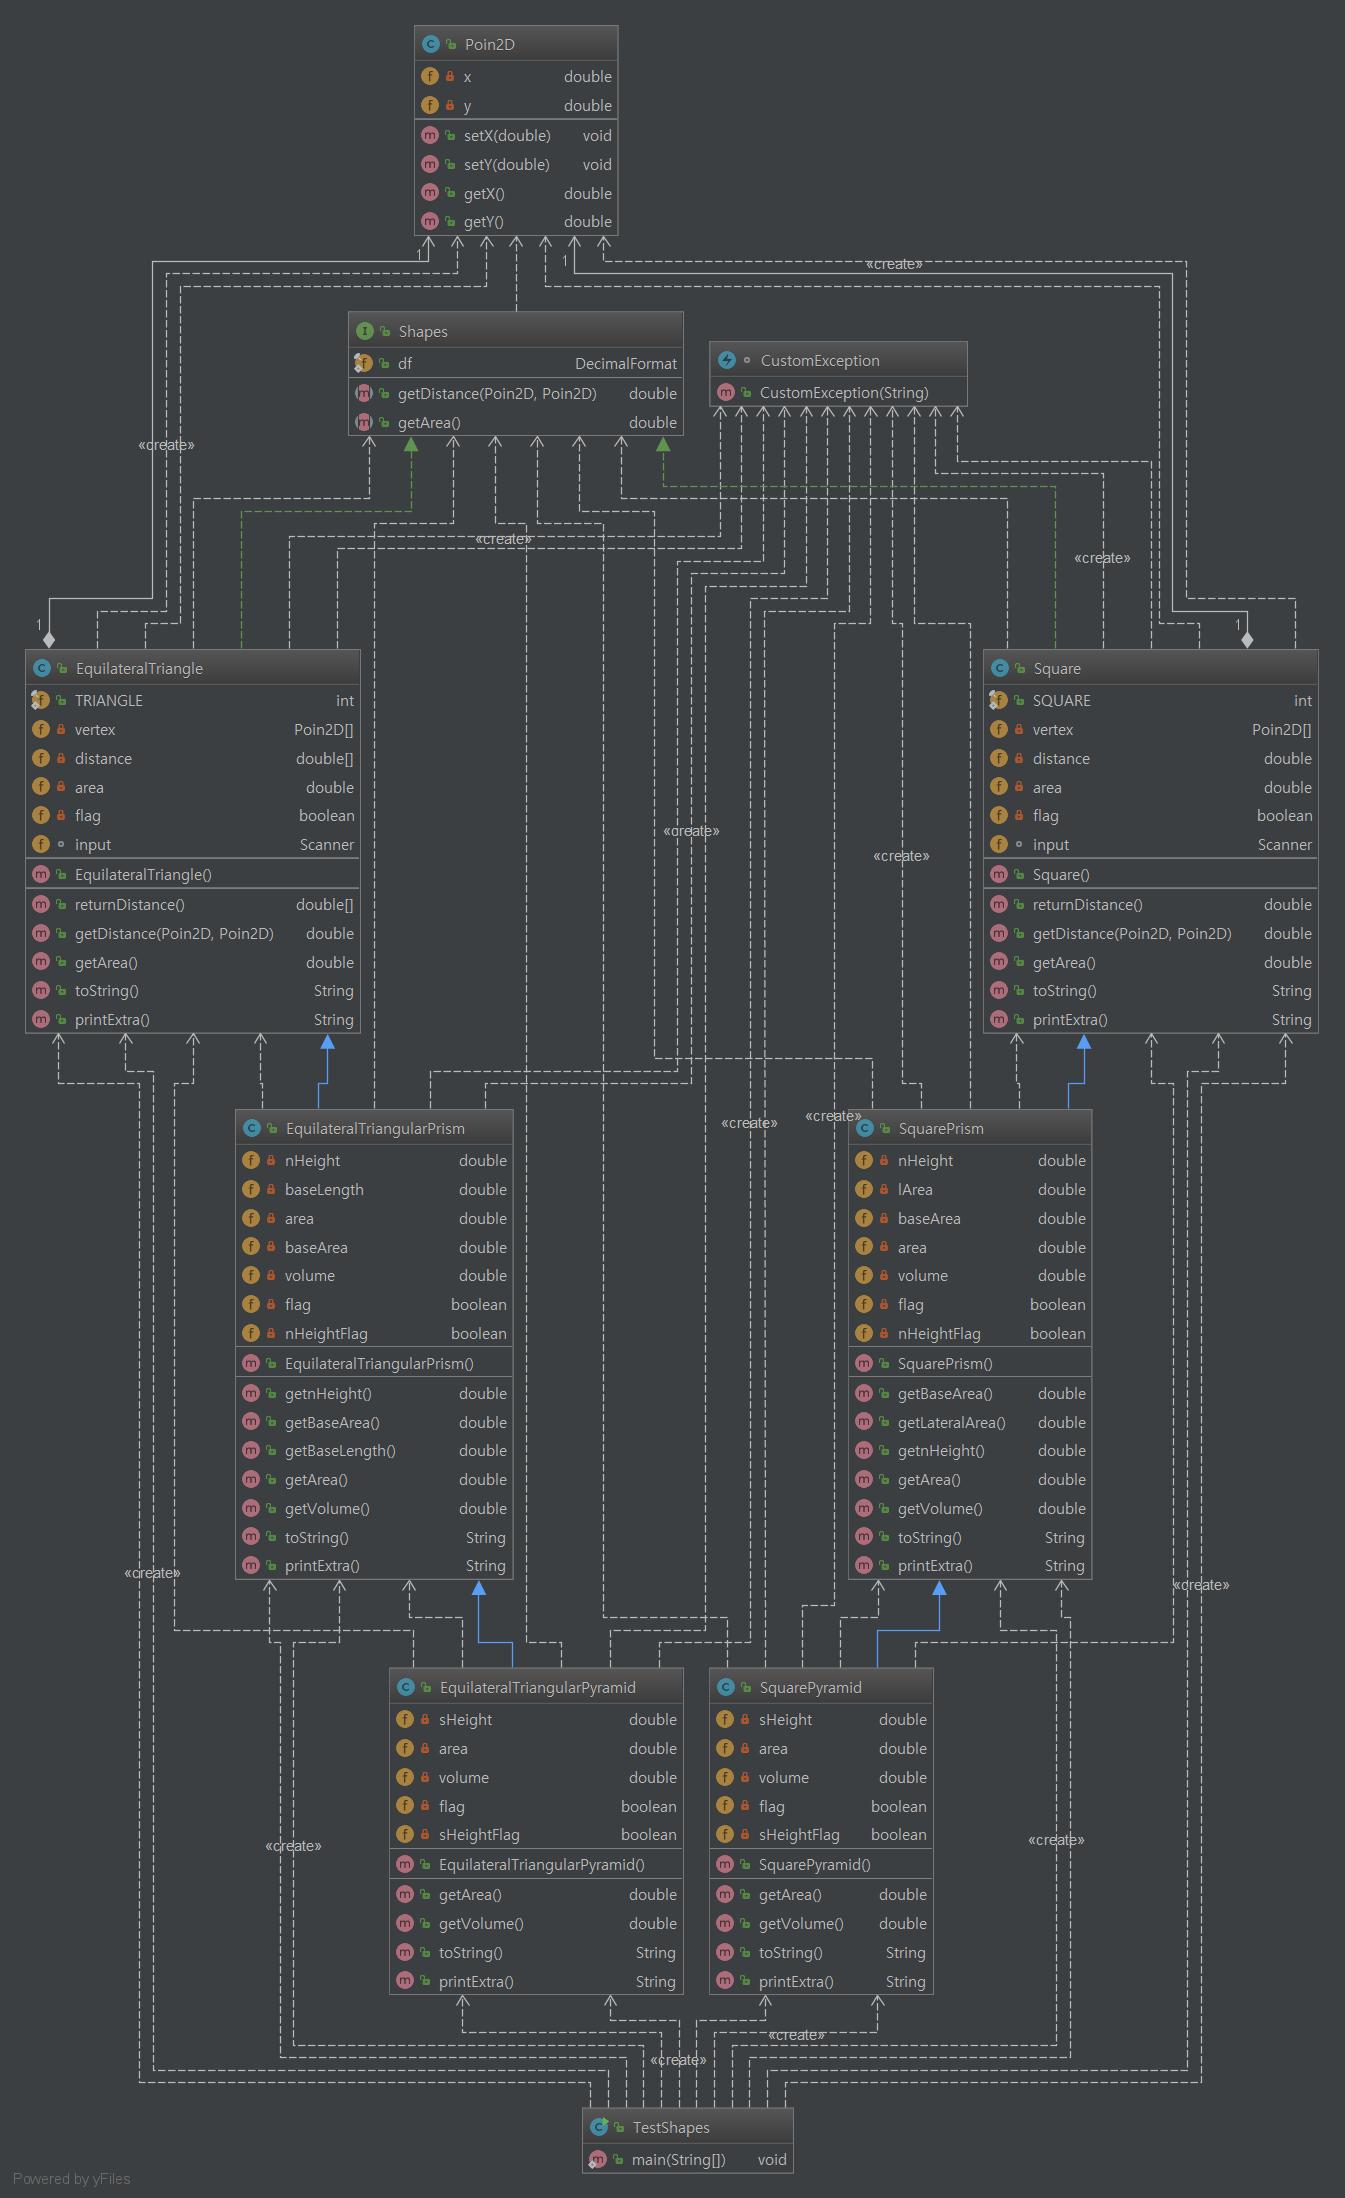 Poin2D
x double
y double
setX(double) void
setY(double) void
getX() double
getY() double
1
1
«create»
Shapes
df DecimalFormat
getDistance(Poin2D, Poin2D) double
getArea() double
CustomException
CustomException(String)
«create»
«create»
«create»
1
1
EquilateralTriangle
TRIANGLE int
vertex Poin2D[]
distance double[]
area double
flag boolean
input Scanner
EquilateralTriangle()
returnDistance() double[]
getDistance(Poin2D, Poin2D) double
getArea() double
toString() String
printExtra() String
Square
SQUARE int
vertex Poin2D[]
distance double
area double
flag boolean
input Scanner
Square()
returnDistance() double
getDistance(Poin2D, Poin2D) double
getArea() double
toString() String
printExtra() String
«create»
«create»
«create»
«create»
EquilateralTriangularPrism
nHeight double
baseLength double
area double
baseArea double
volume double
flag boolean
nHeightFlag boolean
EquilateralTriangularPrism()
getnHeight() double
getBaseArea() double
getBaseLength() double
getArea() double
getVolume() double
toString() String
printExtra() String
SquarePrism
nHeight double
lArea double
baseArea double
area double
volume double
flag boolean
nHeightFlag boolean
SquarePrism()
getBaseArea() double
getLateralArea() double
getnHeight() double
getArea() double
getVolume() double
toString() String
printExtra() String
«create»
«create»
EquilateralTriangularPyramid
sHeight double
area double
volume double
flag boolean
sHeightFlag boolean
EquilateralTriangularPyramid()
getArea() double
getVolume() double
toString() String
printExtra() String
SquarePyramid
sHeight double
area double
volume double
flag boolean
sHeightFlag boolean
SquarePyramid()
getArea() double
getVolume() double
toString() String
printExtra() String
«create»
«create»
«create»
«create»
TestShapes
main(String[]) void
Powered by yFiles